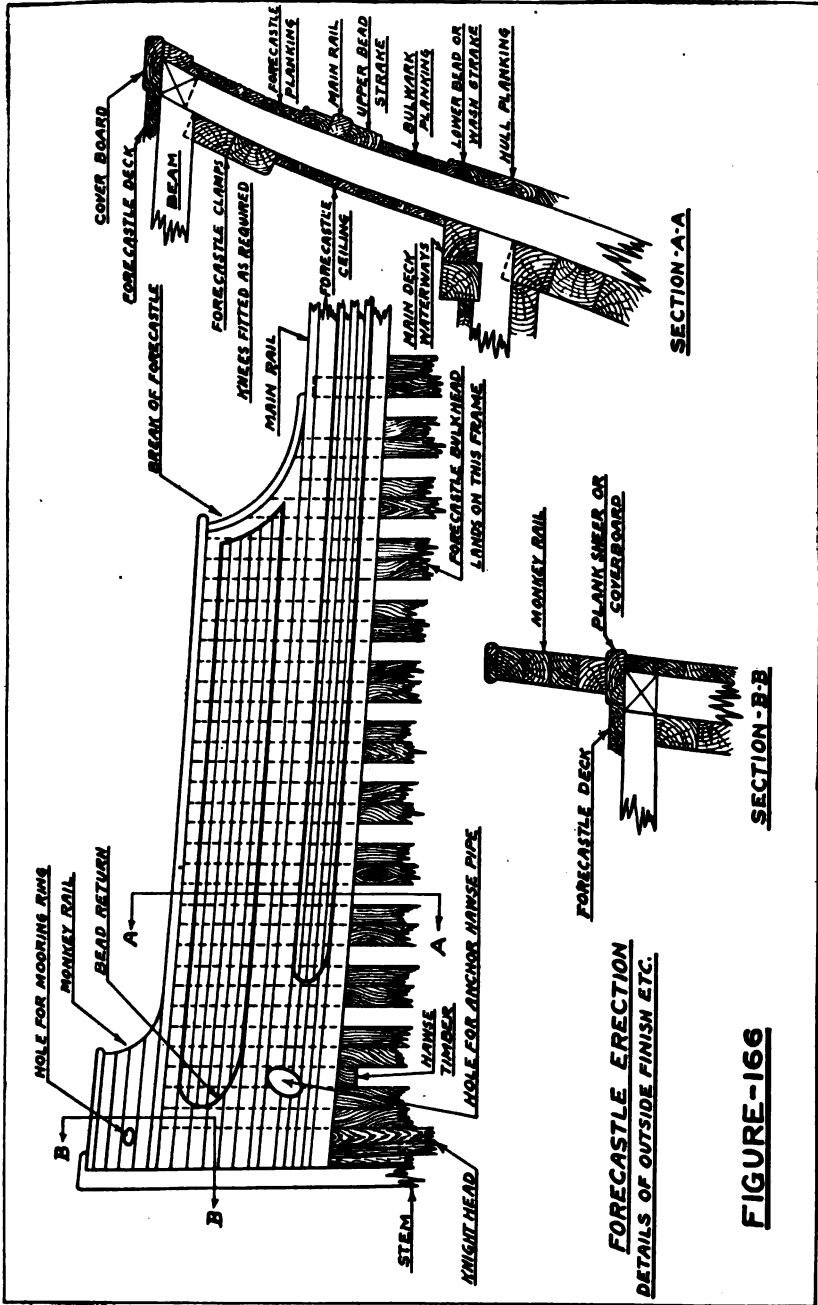 HOLE FOR MOORING RING
MONKEY RAIL
BEAD RETURN
A
A
B
B
STEM
KNIGHT HEAD
HAWSE
TIMBER
HOLE FOR ANCHOR HAWSE PIPE
BREAK OF FORECASTLE
MAIN RAIL
FORECASTLE BULKHEAD
LANDS ON THIS FRAME
COVER BOARD
FORECASTLE DECK
BEAM
FORECASTLE CLAMPS
KNEES FITTED AS REQUIRED
FORECASTLE
CEILING
MAIN DECK
WATERWAYS
FORECASTLE
PLANKING
MAIN RAIL
UPPER BEAD
STRAKE
BULWARK
PLANKING
LOWER BEAD OR
WASH STRAKE
HULL PLANKING
SECTION-A-A
MONKEY RAIL
PLANK SHEER OR
COVERBOARD
FORECASTLE DECK
SECTION-B-B
FORECASTLE ERECTION
DETAILS OF OUTSIDE FINISH ETC.
FIGURE-166